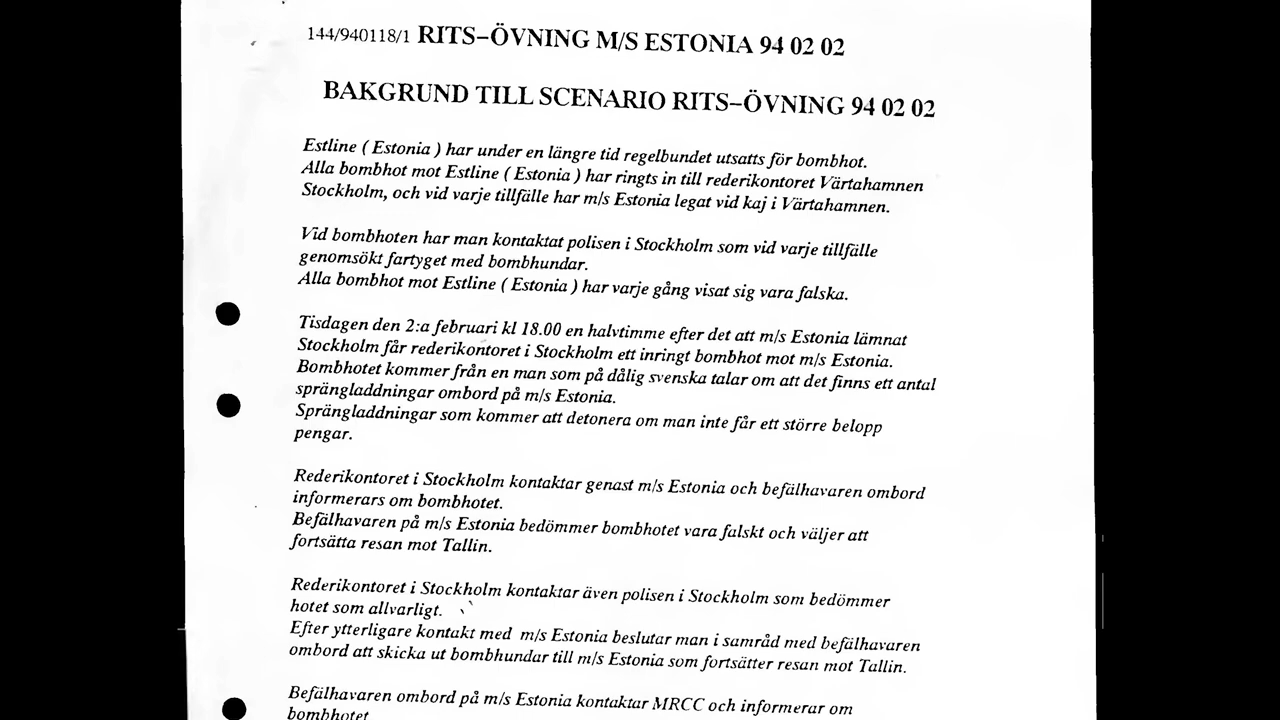 144/940118/1 RITS–ÖVNING M/S ESTONIA 94 02 02
BAKGRUND TILL SCENARIO RITS–ÖVNING 94 02 02
Estline ( Estonia ) har under en längre tid regelbundet utsatts för bombhot.
Alla bombhot mot Estline ( Estonia ) har ringts in till rederikontoret Värtahamnen
Stockholm, och vid varje tillfälle har m/s Estonia legat vid kaj i Värtahamnen.
Vid bombhoten har man kontaktat polisen i Stockholm som vid varje tillfälle
genomsökt fartyget med bombhundar.
Alla bombhot mot Estline ( Estonia ) har varje gång visat sig vara falska.
Tisdagen den 2:a februari kl 18.00 en halvtimme efter det att m/s Estonia lämnat
Stockholm får rederikontoret i Stockholm ett inringt bombhot mot m/s Estonia.
Bombhotet kommer från en man som på dålig svenska talar om att det finns ett antal
sprängladdningar ombord på m/s Estonia.
Sprängladdningar som kommer att detonera om man inte får ett större belopp
pengar.
Rederikontoret i Stockholm kontaktar genast m/s Estonia och befälhavaren ombord
informerars om bombhotet.
Befälhavaren på m/s Estonia bedömmer bombhotet vara falskt och väljer att
fortsätta resan mot Tallin.
Rederikontoret i Stockholm kontaktar även polisen i Stockholm som bedömmer
hotet som allvarligt.
Efter ytterligare kontakt med m/s Estonia beslutar man i samråd med befälhavaren
ombord att skicka ut bombhundar till m/s Estonia som fortsätter resan mot Tallin.
Befälhavaren ombord på m/s Estonia kontaktar MRCC och informerar om
bombhotet